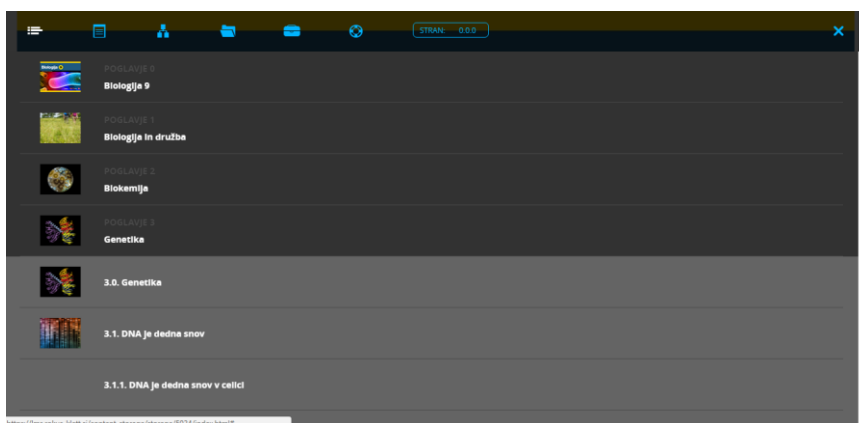 STRAN: 0.0.0
POGLAVJE 0
Biologija 9
POGLAVJE 1
Biologija in družba
POGLAVJE 2
Biokemija
POGLAVJE 3
Genetika
3.0. Genetika
3.1. DNA je dedna snov
3.1.1. DNA je dedna snov v celici